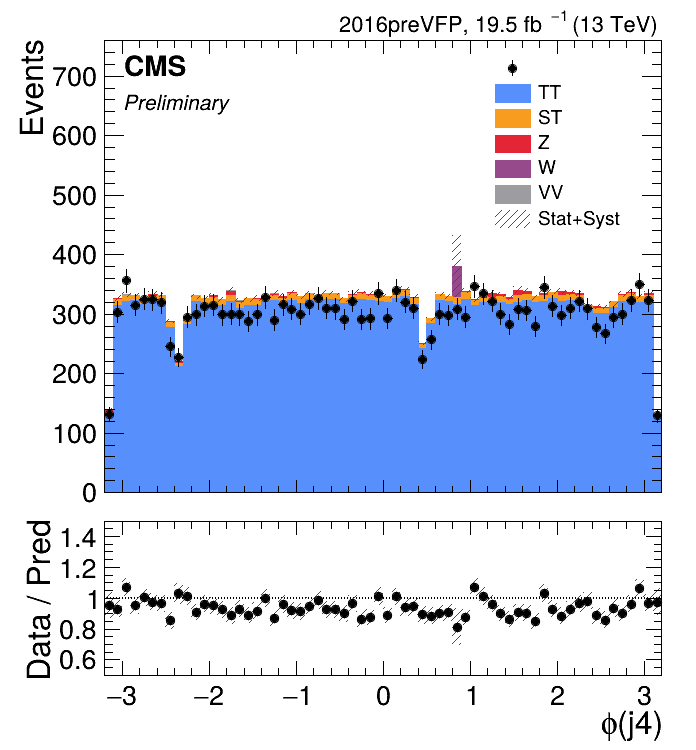 2016preVFP, 19.5 fb ⁻¹ (13 TeV)
Events
700
600
500
400
300
200
100
0
CMS
Preliminary
TT
ST
Z
W
VV
Stat+Syst
Data / Pred
1.4
1.2
1
0.8
0.6
−3 −2 −1 0 1 2 3
ϕ(j4)